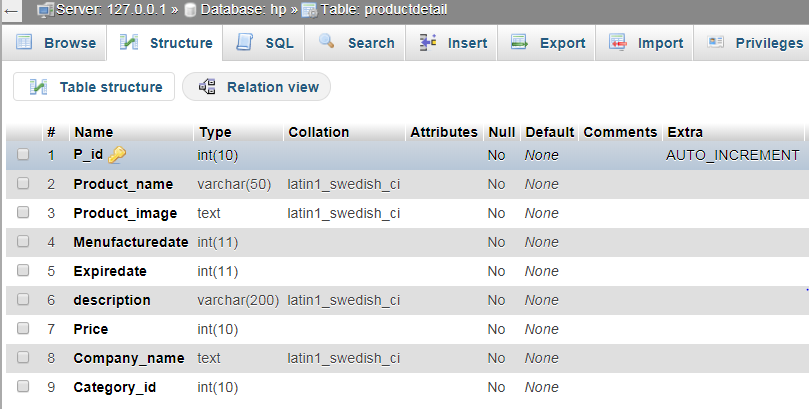 Server: 127.0.0.1 » Database: hp » Table: productdetail
Browse Structure SQL Search Insert Export Import Privileges
Table structure Relation view
# Name Type Collation Attributes Null Default Comments Extra
1 P_id int(10) No None AUTO_INCREMENT
2 Product_name varchar(50) latin1_swedish_ci No None
3 Product_image text latin1_swedish_ci No None
4 Menufacturedate int(11) No None
5 Expiredate int(11) No None
6 description varchar(200) latin1_swedish_ci No None
7 Price int(10) No None
8 Company_name text latin1_swedish_ci No None
9 Category_id int(10) No None